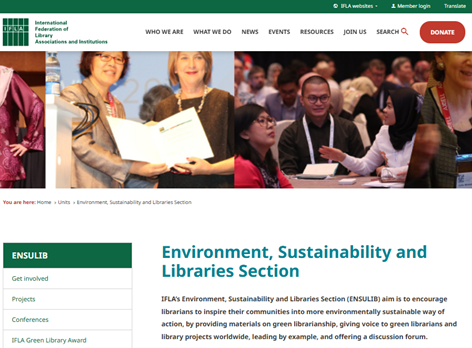 IFLA websites
Member login
Translate
IFLA
International
Federation of
Library
Associations and Institutions
WHO WE ARE
WHAT WE DO
NEWS
EVENTS
RESOURCES
JOIN US
SEARCH
DONATE
You are here: Home › Units › Environment, Sustainability and Libraries Section
ENSULIB
Get involved
Projects
Conferences
IFLA Green Library Award
Environment, Sustainability and
Libraries Section
IFLA's Environment, Sustainability and Libraries Section (ENSULIB) aim is to encourage
librarians to inspire their communities into more environmentally sustainable way of
action, by providing materials on green librarianship, giving voice to green librarians and
library projects worldwide, leading by example, and offering a discussion forum.